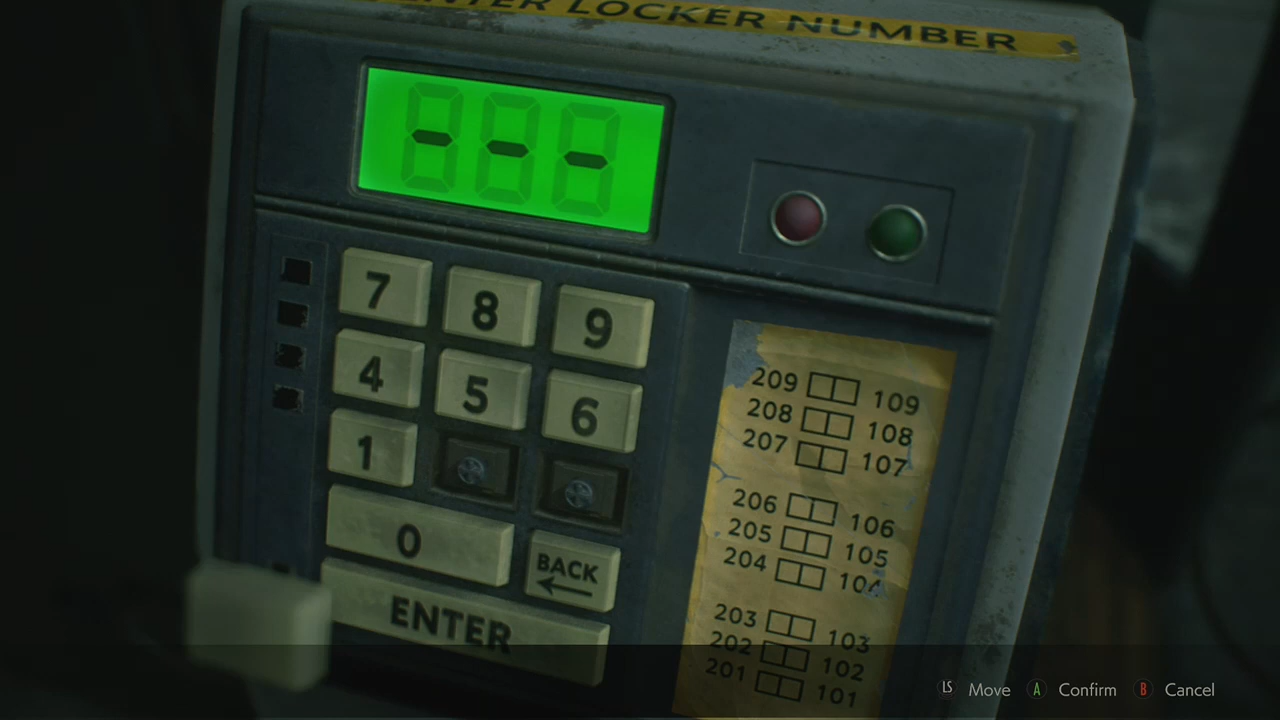 ENTER LOCKER NUMBER
- - -
7 8 9
4 5 6
1
0 BACK
ENTER
209 109
208 108
207 107
206 106
205 105
204 104
203 103
202 102
201 101
LS Move A Confirm B Cancel